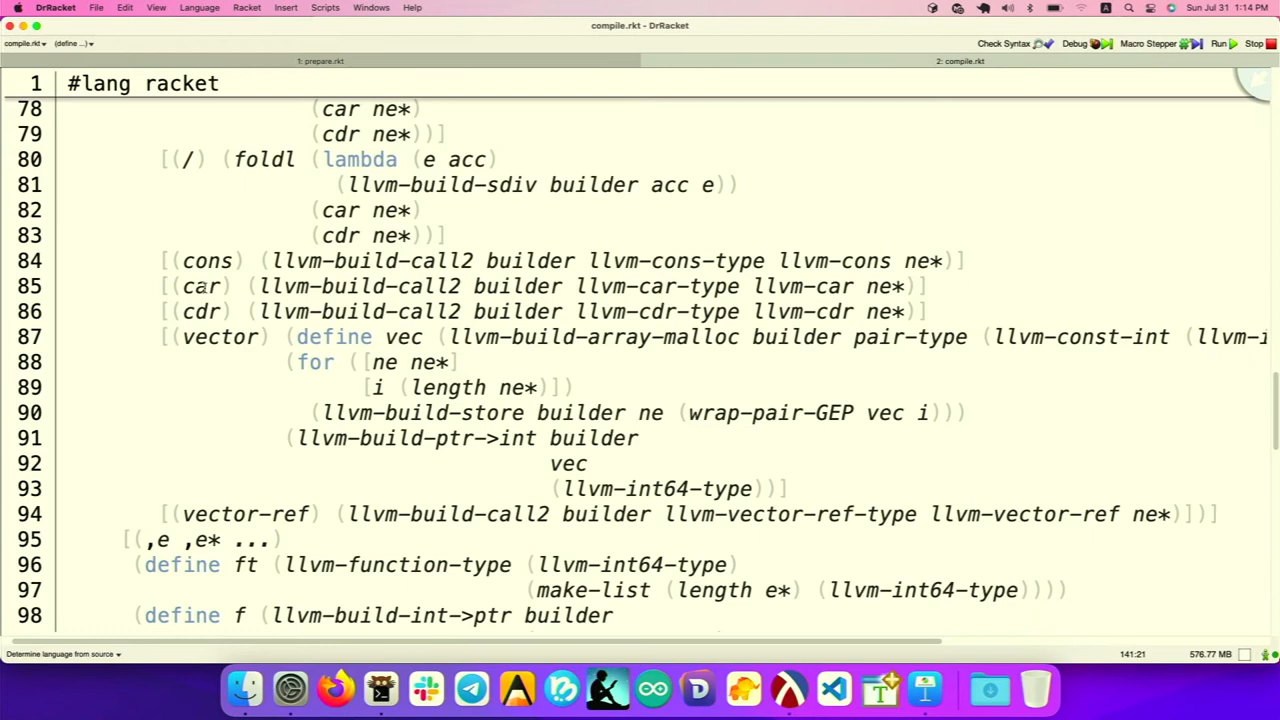 DrRacket File Edit View Language Racket Insert Scripts Windows Help Sun Jul 31 1:14 PM
compile.rkt - DrRacket
compile.rkt▾ (define ...)▾ Check Syntax Debug Macro Stepper Run Stop
1: prepare.rkt 2: compile.rkt
1 #lang racket
78 (car ne*)
79 (cdr ne*))]
80 [(/) (foldl (lambda (e acc)
81 (llvm-build-sdiv builder acc e))
82 (car ne*)
83 (cdr ne*))]
84 [(cons) (llvm-build-call2 builder llvm-cons-type llvm-cons ne*)]
85 [(car) (llvm-build-call2 builder llvm-car-type llvm-car ne*)]
86 [(cdr) (llvm-build-call2 builder llvm-cdr-type llvm-cdr ne*)]
87 [(vector) (define vec (llvm-build-array-malloc builder pair-type (llvm-const-int (llvm-i
88 (for ([ne ne*]
89 [i (length ne*)])
90 (llvm-build-store builder ne (wrap-pair-GEP vec i)))
91 (llvm-build-ptr->int builder
92 vec
93 (llvm-int64-type))]
94 [(vector-ref) (llvm-build-call2 builder llvm-vector-ref-type llvm-vector-ref ne*)])]
95 [(,e ,e* ...)
96 (define ft (llvm-function-type (llvm-int64-type)
97 (make-list (length e*) (llvm-int64-type))))
98 (define f (llvm-build-int->ptr builder
Determine language from source ▾ 141:21 576.77 MB